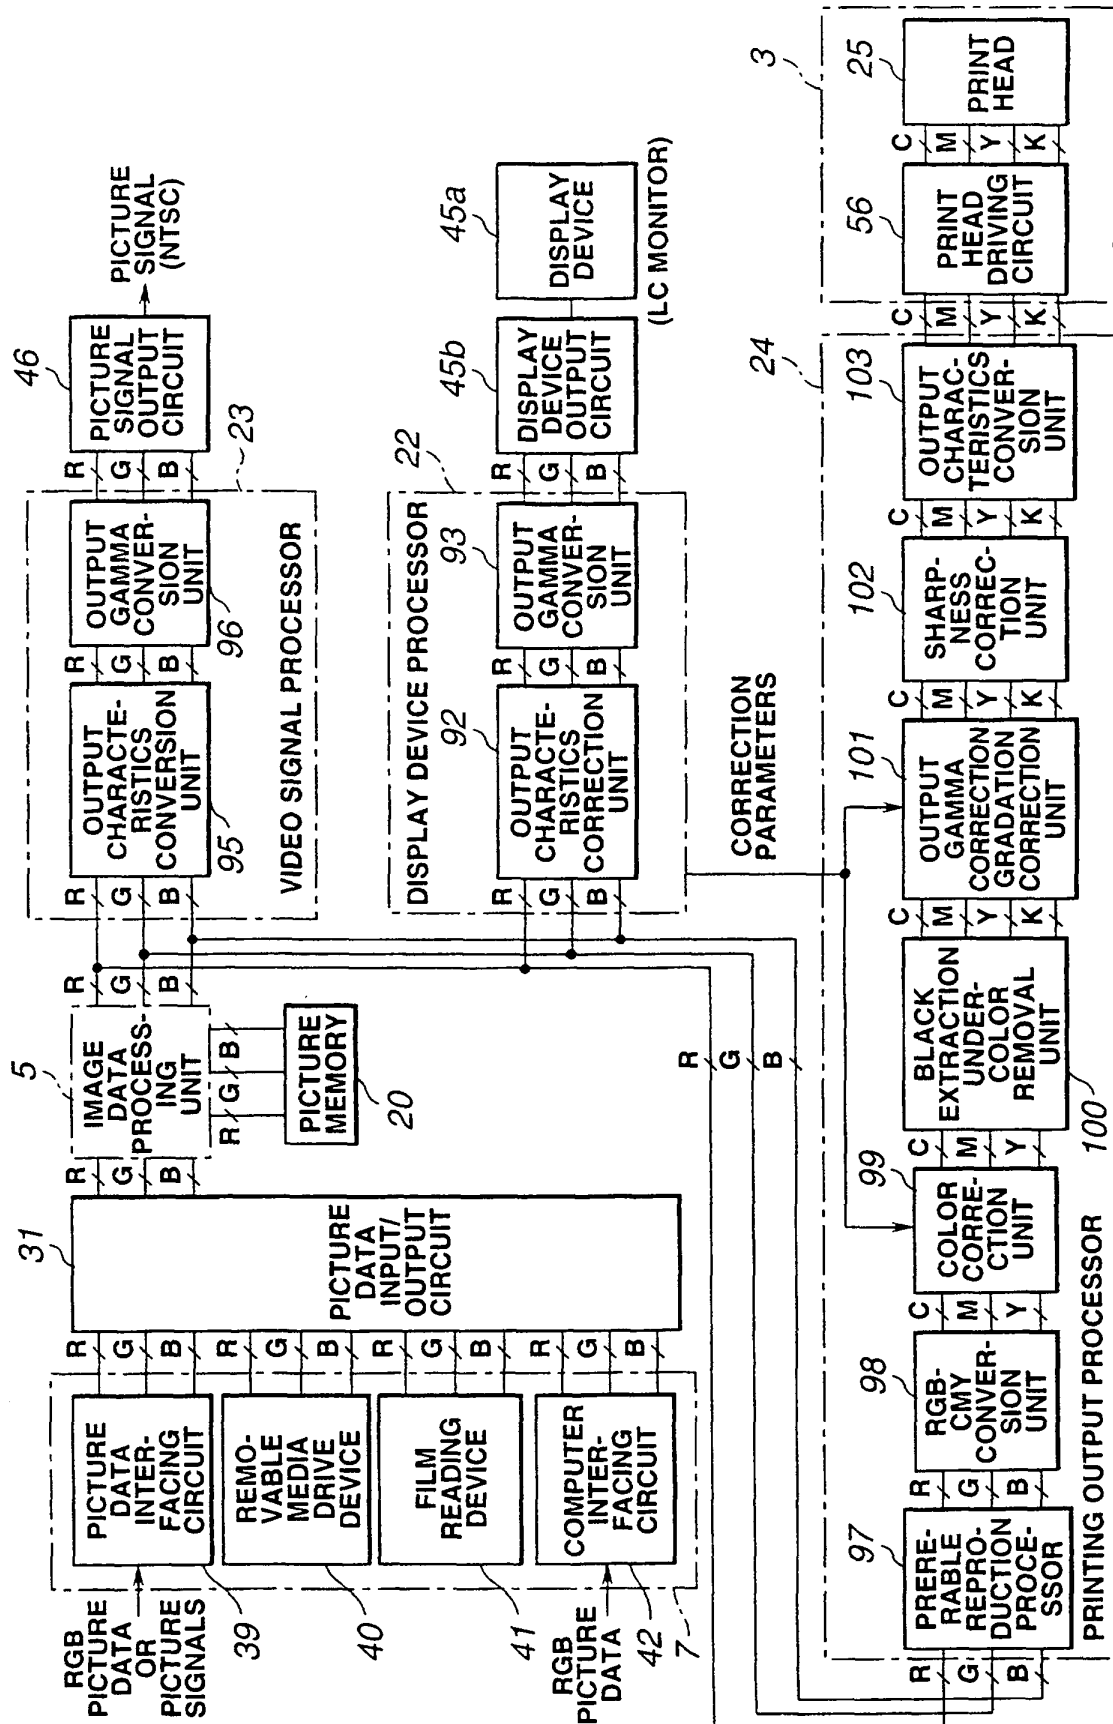 RGB
PICTURE
DATA
OR
PICTURE
SIGNALS
PICTURE
DATA
INTER-
FACING
CIRCUIT
39
REMO-
VABLE
MEDIA
DRIVE
DEVICE
40
FILM
READING
DEVICE
41
RGB
PICTURE
DATA
COMPUTER
INTER-
FACING
CIRCUIT
42
7
R
G
B
R
G
B
R
G
B
R
G
B
31
PICTURE
DATA
INPUT/
OUTPUT
CIRCUIT
R
G
B
5
IMAGE
DATA
PROCESS-
ING
UNIT
R
G
B
PICTURE
MEMORY
20
R
G
B
R
G
B
OUTPUT
CHARACTE-
RISTICS
CONVERSION
UNIT
95
R
G
B
OUTPUT
GAMMA
CONVER-
SION
UNIT
96
VIDEO SIGNAL PROCESSOR
23
R
G
B
46
PICTURE
SIGNAL
OUTPUT
CIRCUIT
PICTURE
SIGNAL
(NTSC)
DISPLAY DEVICE PROCESSOR
22
R
G
B
92
OUTPUT
CHARACTE-
RISTICS
CORRECTION
UNIT
R
G
B
93
OUTPUT
GAMMA
CONVER-
SION
UNIT
R
G
B
45b
DISPLAY
DEVICE
OUTPUT
CIRCUIT
45a
DISPLAY
DEVICE
(LC MONITOR)
R
G
B
CORRECTION
PARAMETERS
24
PRINTING OUTPUT PROCESSOR
R
G
B
97
PRERE-
RABLE
REPRO-
DUCTION
PROCE-
SSOR
R
G
B
98
RGB-
CMY
CONVER-
SION
UNIT
C
M
Y
99
COLOR
CORRE-
CTION
UNIT
C
M
Y
BLACK
EXTRACTION
UNDER-
COLOR
REMOVAL
UNIT
100
C
M
Y
K
101
OUTPUT
GAMMA
CORRECTION
GRADATION
CORRECTION
UNIT
C
M
Y
K
102
SHARP-
NESS
CORREC-
TION
UNIT
C
M
Y
K
103
OUTPUT
CHARAC-
TERISTICS
CONVER-
SION
UNIT
C
M
Y
K
3
56
PRINT
HEAD
DRIVING
CIRCUIT
C
M
Y
K
25
PRINT
HEAD